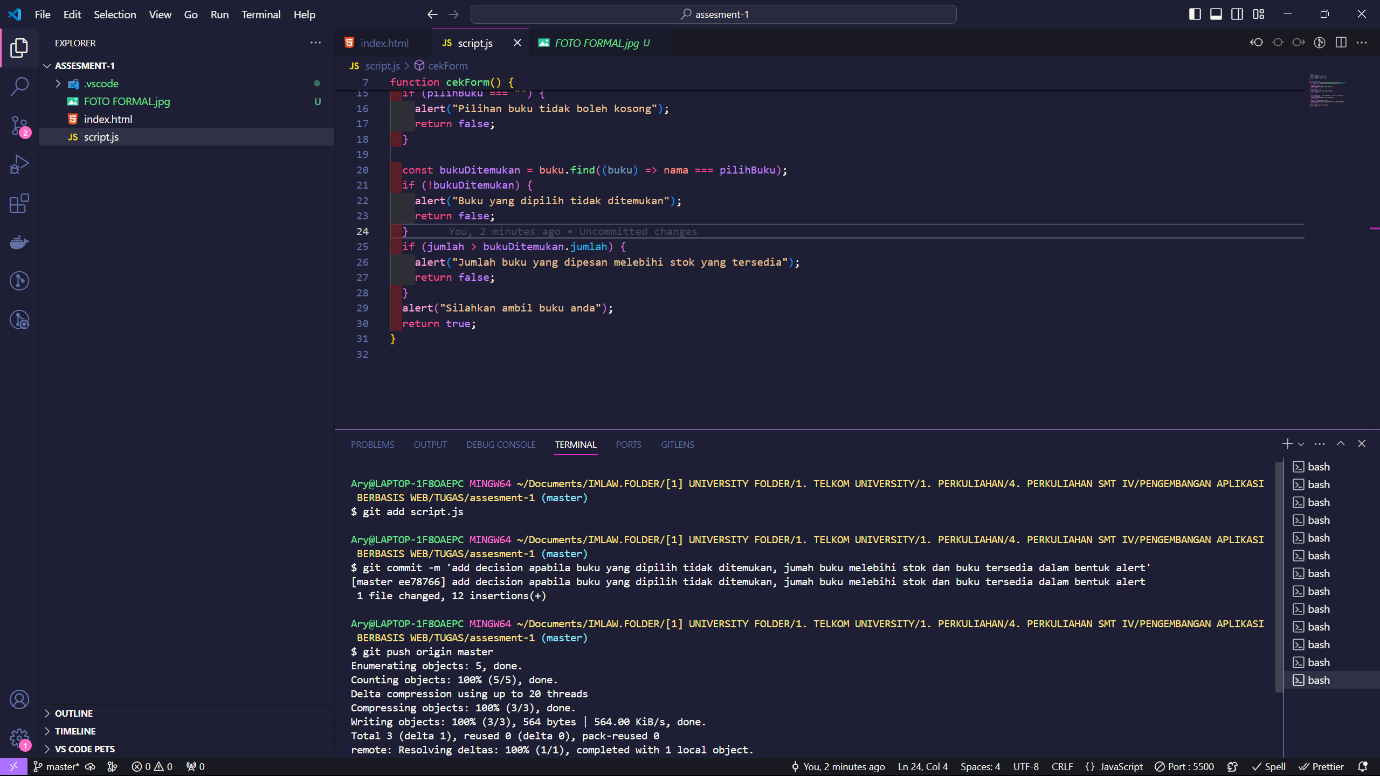 File Edit Selection View Go Run Terminal Help
assesment-1
EXPLORER
ASSESMENT-1
.vscode
FOTO FORMAL.jpg U
index.html
script.js
OUTLINE
TIMELINE
VS CODE PETS
2
1
index.html
JS script.js
FOTO FORMAL.jpg U
JS script.js > cekForm
7 function cekForm() {
15 if (pilihBuku === "") {
16 alert("Pilihan buku tidak boleh kosong");
17 return false;
18 }
19
20 const bukuDitemukan = buku.find((buku) => nama === pilihBuku);
21 if (!bukuDitemukan) {
22 alert("Buku yang dipilih tidak ditemukan");
23 return false;
24 } You, 2 minutes ago • Uncommitted changes
25 if (jumlah > bukuDitemukan.jumlah) {
26 alert("Jumlah buku yang dipesan melebihi stok yang tersedia");
27 return false;
28 }
29 alert("Silahkan ambil buku anda");
30 return true;
31 }
32
PROBLEMS OUTPUT DEBUG CONSOLE TERMINAL PORTS GITLENS
Ary@LAPTOP-1F8OAEPC MINGW64 ~/Documents/IMLAW.FOLDER/[1] UNIVERSITY FOLDER/1. TELKOM UNIVERSITY/1. PERKULIAHAN/4. PERKULIAHAN SMT IV/PENGEMBANGAN APLIKASI
BERBASIS WEB/TUGAS/assesment-1 (master)
$ git add script.js
Ary@LAPTOP-1F8OAEPC MINGW64 ~/Documents/IMLAW.FOLDER/[1] UNIVERSITY FOLDER/1. TELKOM UNIVERSITY/1. PERKULIAHAN/4. PERKULIAHAN SMT IV/PENGEMBANGAN APLIKASI
BERBASIS WEB/TUGAS/assesment-1 (master)
$ git commit -m 'add decision apabila buku yang dipilih tidak ditemukan, jumah buku melebihi stok dan buku tersedia dalam bentuk alert'
[master ee78766] add decision apabila buku yang dipilih tidak ditemukan, jumah buku melebihi stok dan buku tersedia dalam bentuk alert
1 file changed, 12 insertions(+)
Ary@LAPTOP-1F8OAEPC MINGW64 ~/Documents/IMLAW.FOLDER/[1] UNIVERSITY FOLDER/1. TELKOM UNIVERSITY/1. PERKULIAHAN/4. PERKULIAHAN SMT IV/PENGEMBANGAN APLIKASI
BERBASIS WEB/TUGAS/assesment-1 (master)
$ git push origin master
Enumerating objects: 5, done.
Counting objects: 100% (5/5), done.
Delta compression using up to 20 threads
Compressing objects: 100% (3/3), done.
Writing objects: 100% (3/3), 564 bytes | 564.00 KiB/s, done.
Total 3 (delta 1), reused 0 (delta 0), pack-reused 0
remote: Resolving deltas: 100% (1/1), completed with 1 local object.
bash
bash
bash
bash
bash
bash
bash
bash
bash
bash
bash
bash
bash
master* 0 0 0 You, 2 minutes ago Ln 24, Col 4 Spaces: 4 UTF-8 CRLF {} JavaScript Port : 5500 Spell Prettier